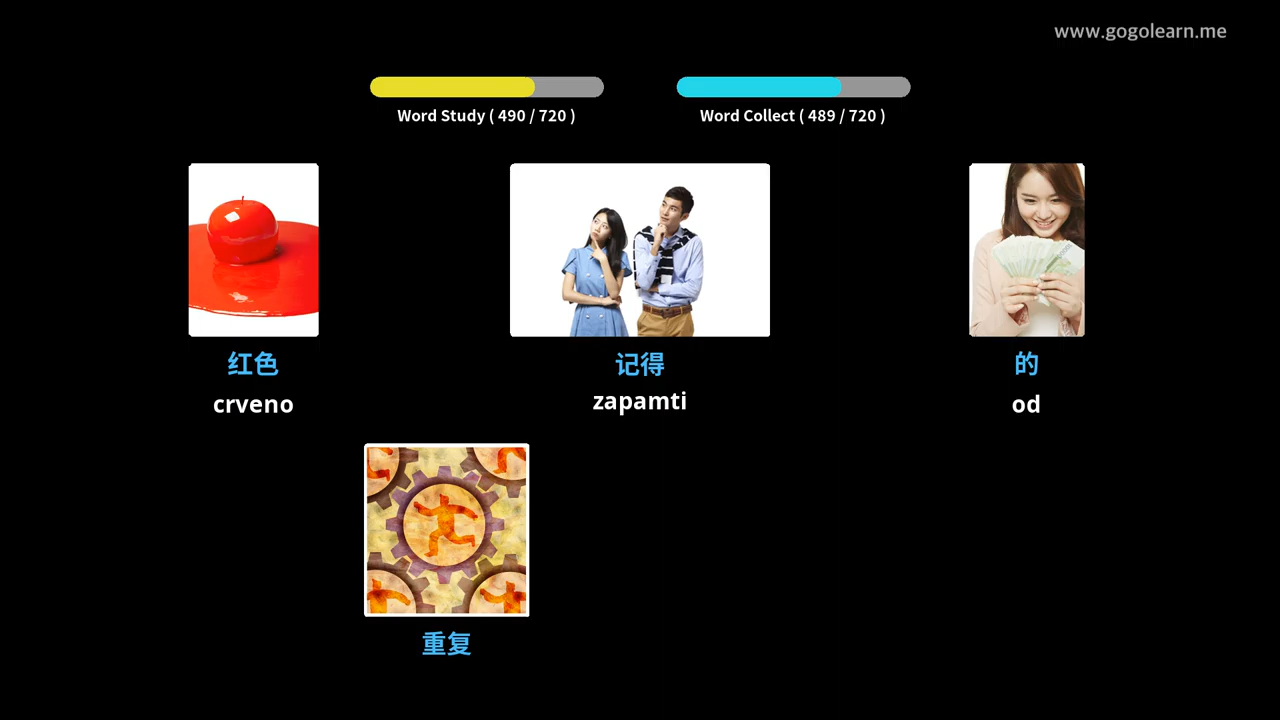 www.gogolearn.me
Word Study ( 490 / 720 )
Word Collect ( 489 / 720 )
红色
记得
的
crveno
zapamti
od
重复